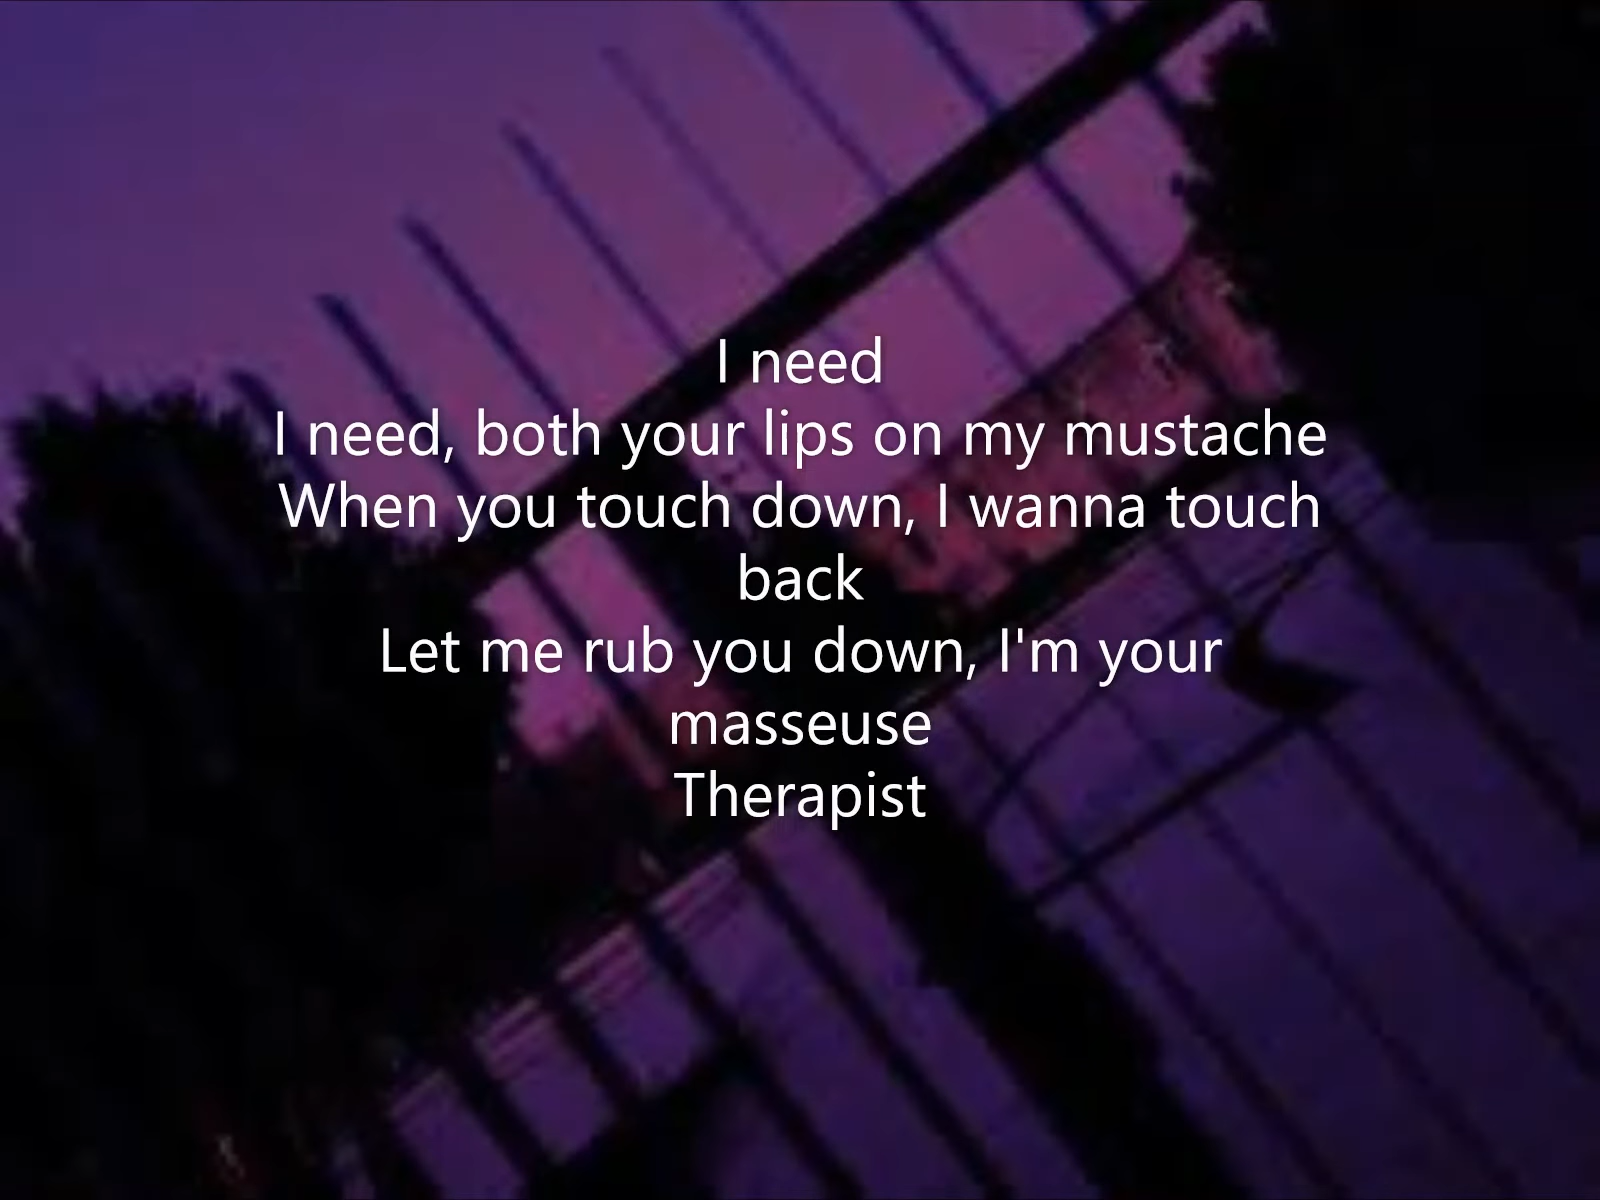 I need
I need, both your lips on my mustache
When you touch down, I wanna touch
back
Let me rub you down, I'm your
masseuse
Therapist